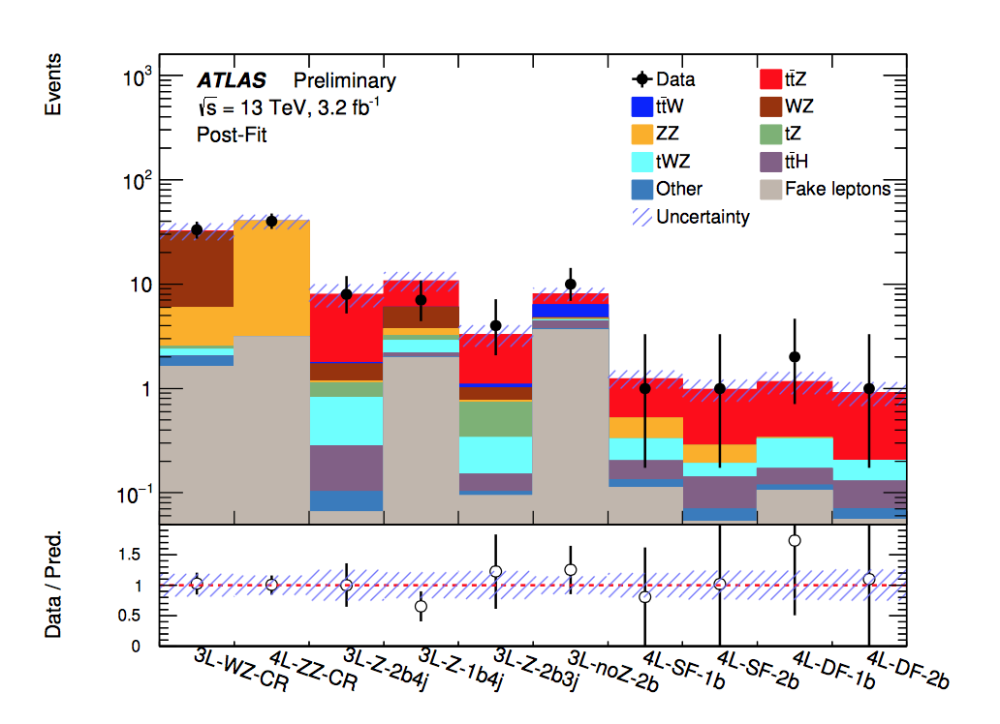 Events
10³
10²
10
1
10⁻¹
ATLAS Preliminary
√s = 13 TeV, 3.2 fb⁻¹
Post-Fit
Data
tt̄Z
tt̄W
WZ
ZZ
tZ
tWZ
tt̄H
Other
Fake leptons
Uncertainty
Data / Pred.
1.5
1
0.5
0
3L-WZ-CR
4L-ZZ-CR
3L-Z-2b4j
3L-Z-1b4j
3L-Z-2b3j
3L-noZ-2b
4L-SF-1b
4L-SF-2b
4L-DF-1b
4L-DF-2b